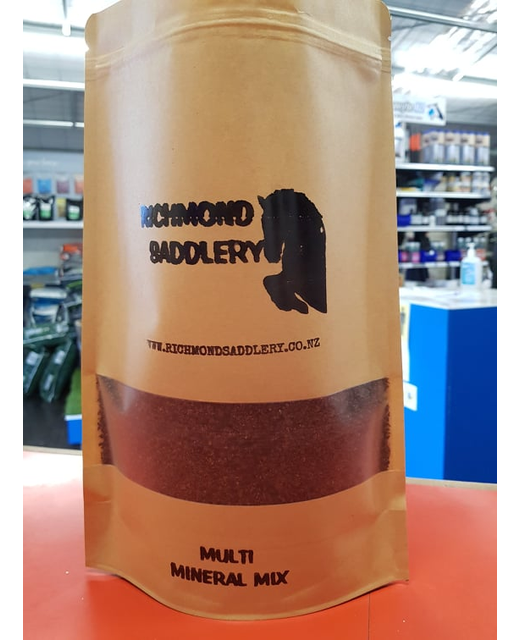 RICHMOND
SADDLERY
WWW.RICHMONDSADDLERY.CO.NZ
MULTI
MINERAL MIX